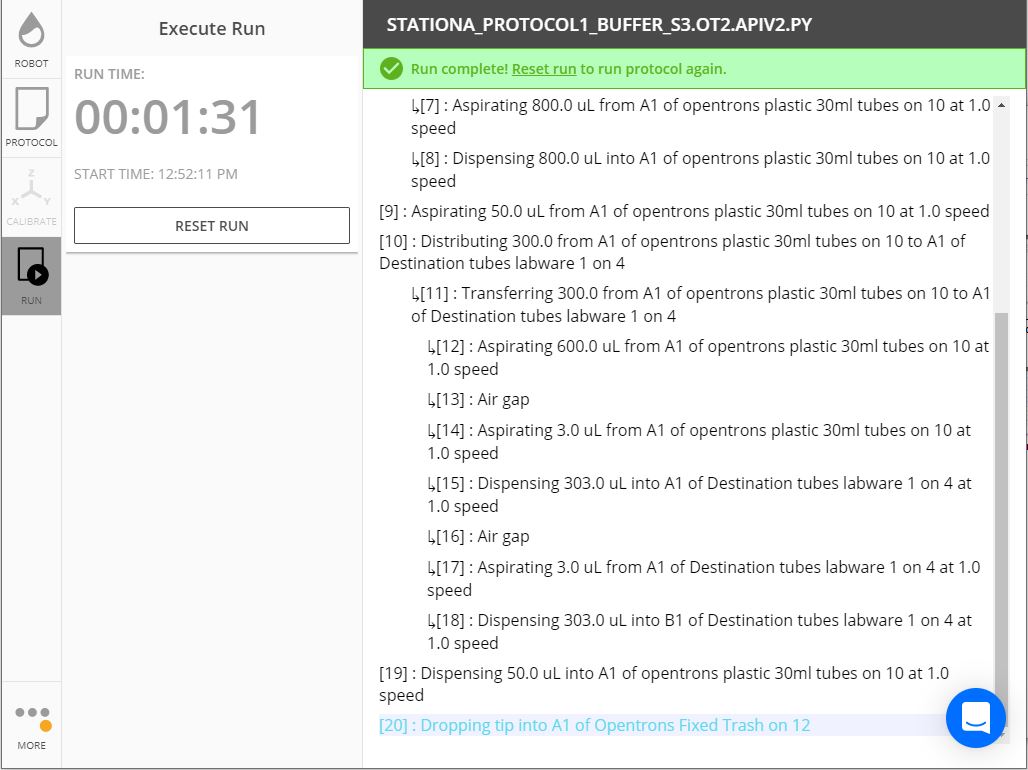 ROBOT
PROTOCOL
Z
X Y
CALIBRATE
RUN
MORE
Execute Run
RUN TIME:
00:01:31
START TIME: 12:52:11 PM
RESET RUN
STATIONA_PROTOCOL1_BUFFER_S3.OT2.APIV2.PY
Run complete! Reset run to run protocol again.
↳[7] : Aspirating 800.0 uL from A1 of opentrons plastic 30ml tubes on 10 at 1.0
speed
↳[8] : Dispensing 800.0 uL into A1 of opentrons plastic 30ml tubes on 10 at 1.0
speed
[9] : Aspirating 50.0 uL from A1 of opentrons plastic 30ml tubes on 10 at 1.0 speed
[10] : Distributing 300.0 from A1 of opentrons plastic 30ml tubes on 10 to A1 of
Destination tubes labware 1 on 4
↳[11] : Transferring 300.0 from A1 of opentrons plastic 30ml tubes on 10 to A1
of Destination tubes labware 1 on 4
↳[12] : Aspirating 600.0 uL from A1 of opentrons plastic 30ml tubes on 10 at
1.0 speed
↳[13] : Air gap
↳[14] : Aspirating 3.0 uL from A1 of opentrons plastic 30ml tubes on 10 at
1.0 speed
↳[15] : Dispensing 303.0 uL into A1 of Destination tubes labware 1 on 4 at
1.0 speed
↳[16] : Air gap
↳[17] : Aspirating 3.0 uL from A1 of Destination tubes labware 1 on 4 at 1.0
speed
↳[18] : Dispensing 303.0 uL into B1 of Destination tubes labware 1 on 4 at
1.0 speed
[19] : Dispensing 50.0 uL into A1 of opentrons plastic 30ml tubes on 10 at 1.0
speed
[20] : Dropping tip into A1 of Opentrons Fixed Trash on 12